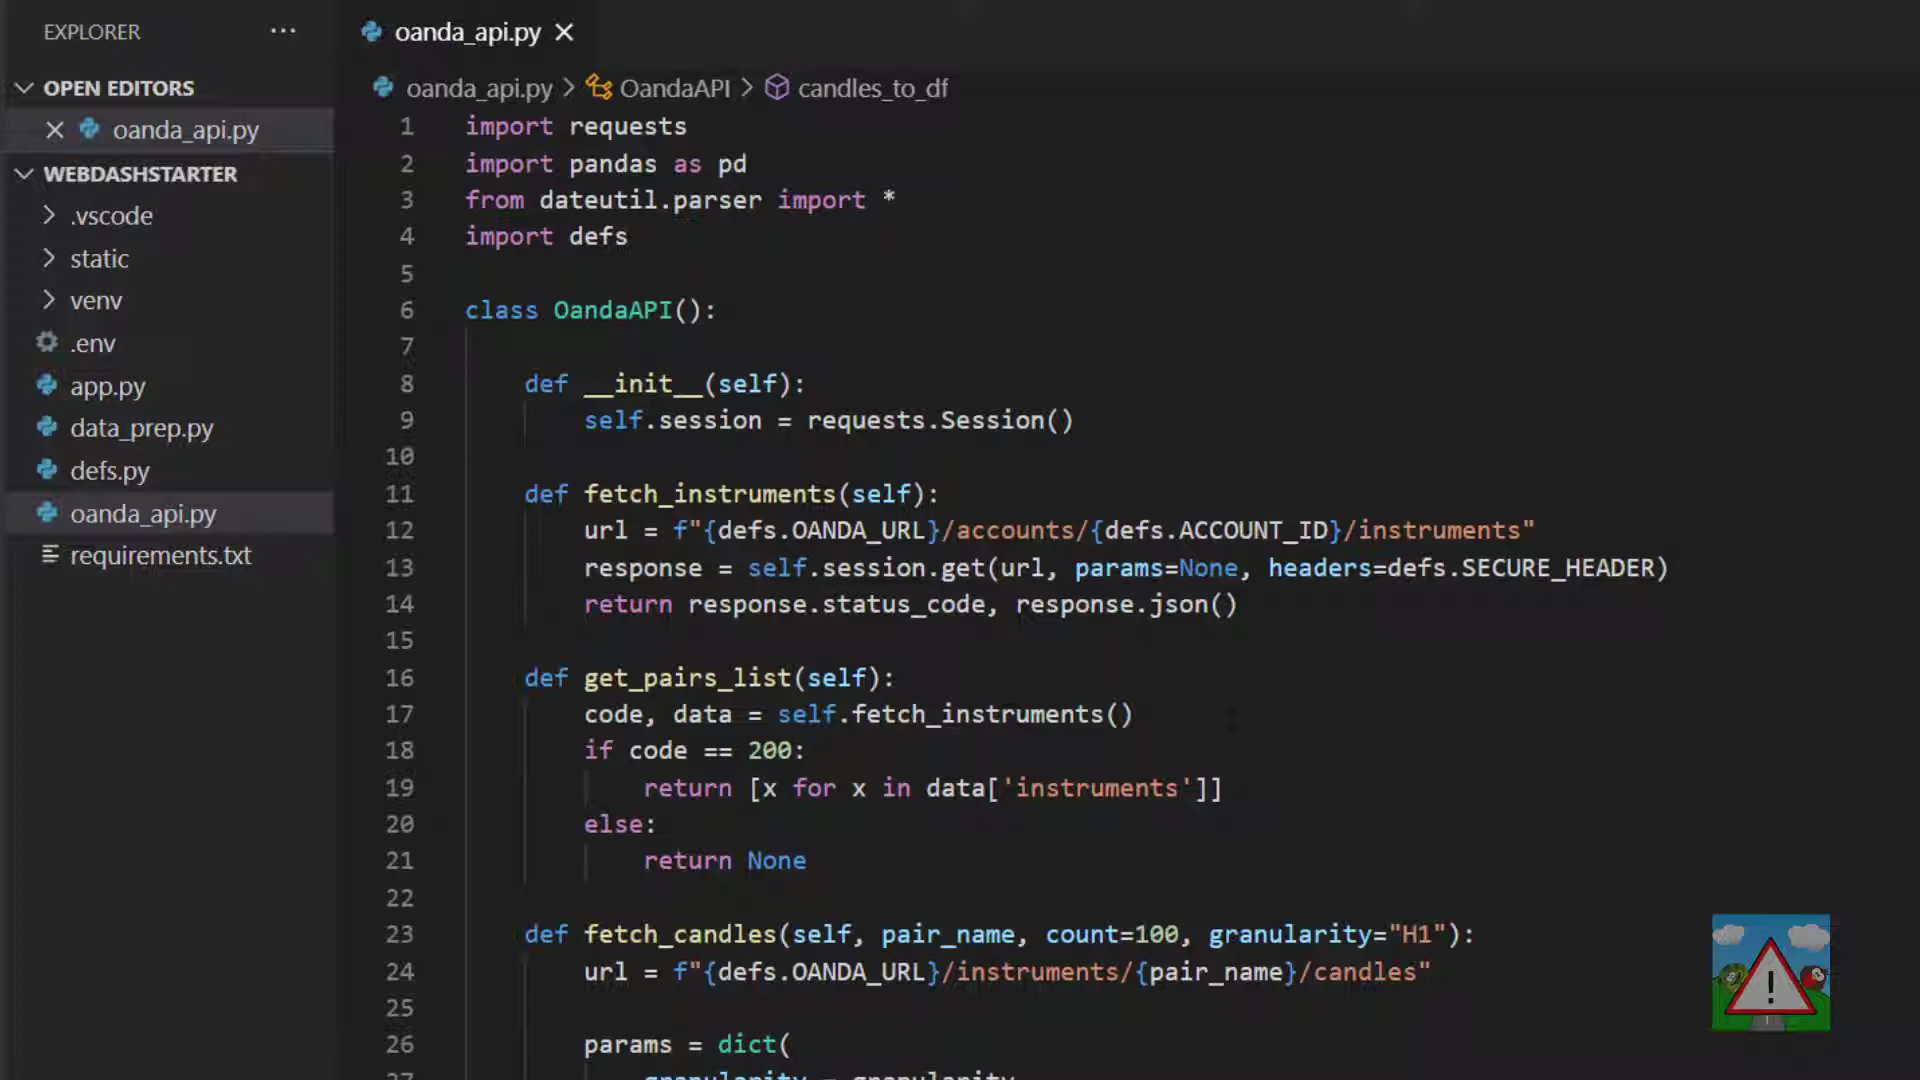 EXPLORER ...
OPEN EDITORS
oanda_api.py
WEBDASHSTARTER
.vscode
static
venv
.env
app.py
data_prep.py
defs.py
oanda_api.py
requirements.txt
oanda_api.py
oanda_api.py > OandaAPI > candles_to_df
1 import requests
2 import pandas as pd
3 from dateutil.parser import *
4 import defs
5
6 class OandaAPI():
7
8 def __init__(self):
9 self.session = requests.Session()
10
11 def fetch_instruments(self):
12 url = f"{defs.OANDA_URL}/accounts/{defs.ACCOUNT_ID}/instruments"
13 response = self.session.get(url, params=None, headers=defs.SECURE_HEADER)
14 return response.status_code, response.json()
15
16 def get_pairs_list(self):
17 code, data = self.fetch_instruments()
18 if code == 200:
19 return [x for x in data['instruments']]
20 else:
21 return None
22
23 def fetch_candles(self, pair_name, count=100, granularity="H1"):
24 url = f"{defs.OANDA_URL}/instruments/{pair_name}/candles"
25
26 params = dict(
27 granularity = granularity
!